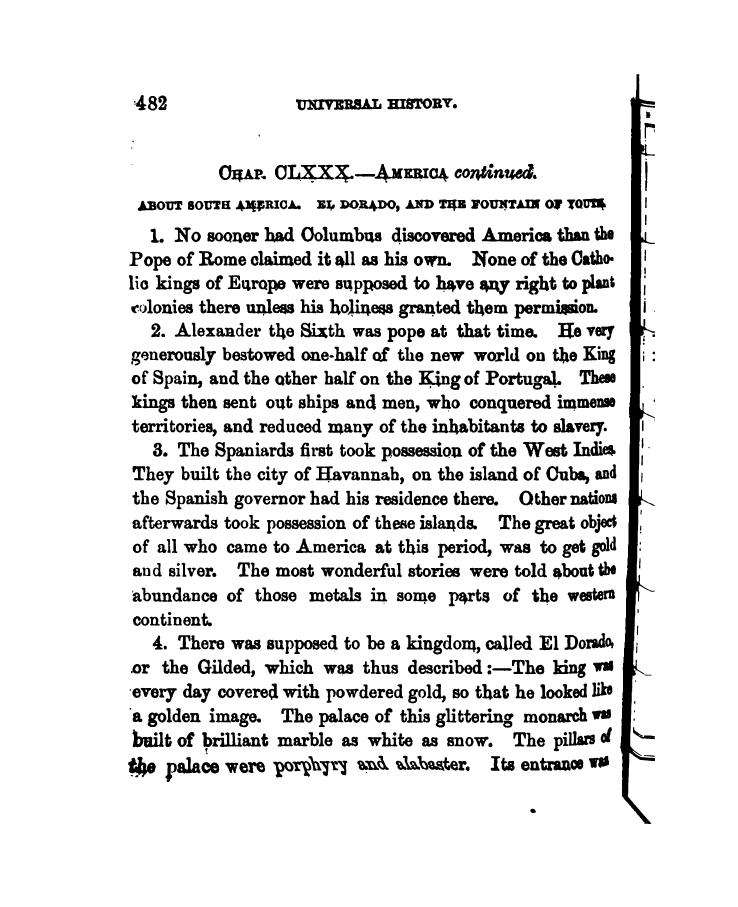 482 UNIVERSAL HISTORY.
CHAP. CLXXX.—AMERICA continued.
ABOUT SOUTH AMERICA. EL DORADO, AND THE FOUNTAIN OF YOUTH.
1. No sooner had Columbus discovered America than the
Pope of Rome claimed it all as his own. None of the Catho-
lic kings of Europe were supposed to have any right to plant
colonies there unless his holiness granted them permission.
2. Alexander the Sixth was pope at that time. He very
generously bestowed one-half of the new world on the King
of Spain, and the other half on the King of Portugal. These
kings then sent out ships and men, who conquered immense
territories, and reduced many of the inhabitants to slavery.
3. The Spaniards first took possession of the West Indies.
They built the city of Havannah, on the island of Cuba, and
the Spanish governor had his residence there. Other nations
afterwards took possession of these islands. The great object
of all who came to America at this period, was to get gold
and silver. The most wonderful stories were told about the
abundance of those metals in some parts of the western
continent.
4. There was supposed to be a kingdom, called El Dorado,
or the Gilded, which was thus described:—The king was
every day covered with powdered gold, so that he looked like
a golden image. The palace of this glittering monarch was
built of brilliant marble as white as snow. The pillars of
the palace were porphyry and alabaster. Its entrance was